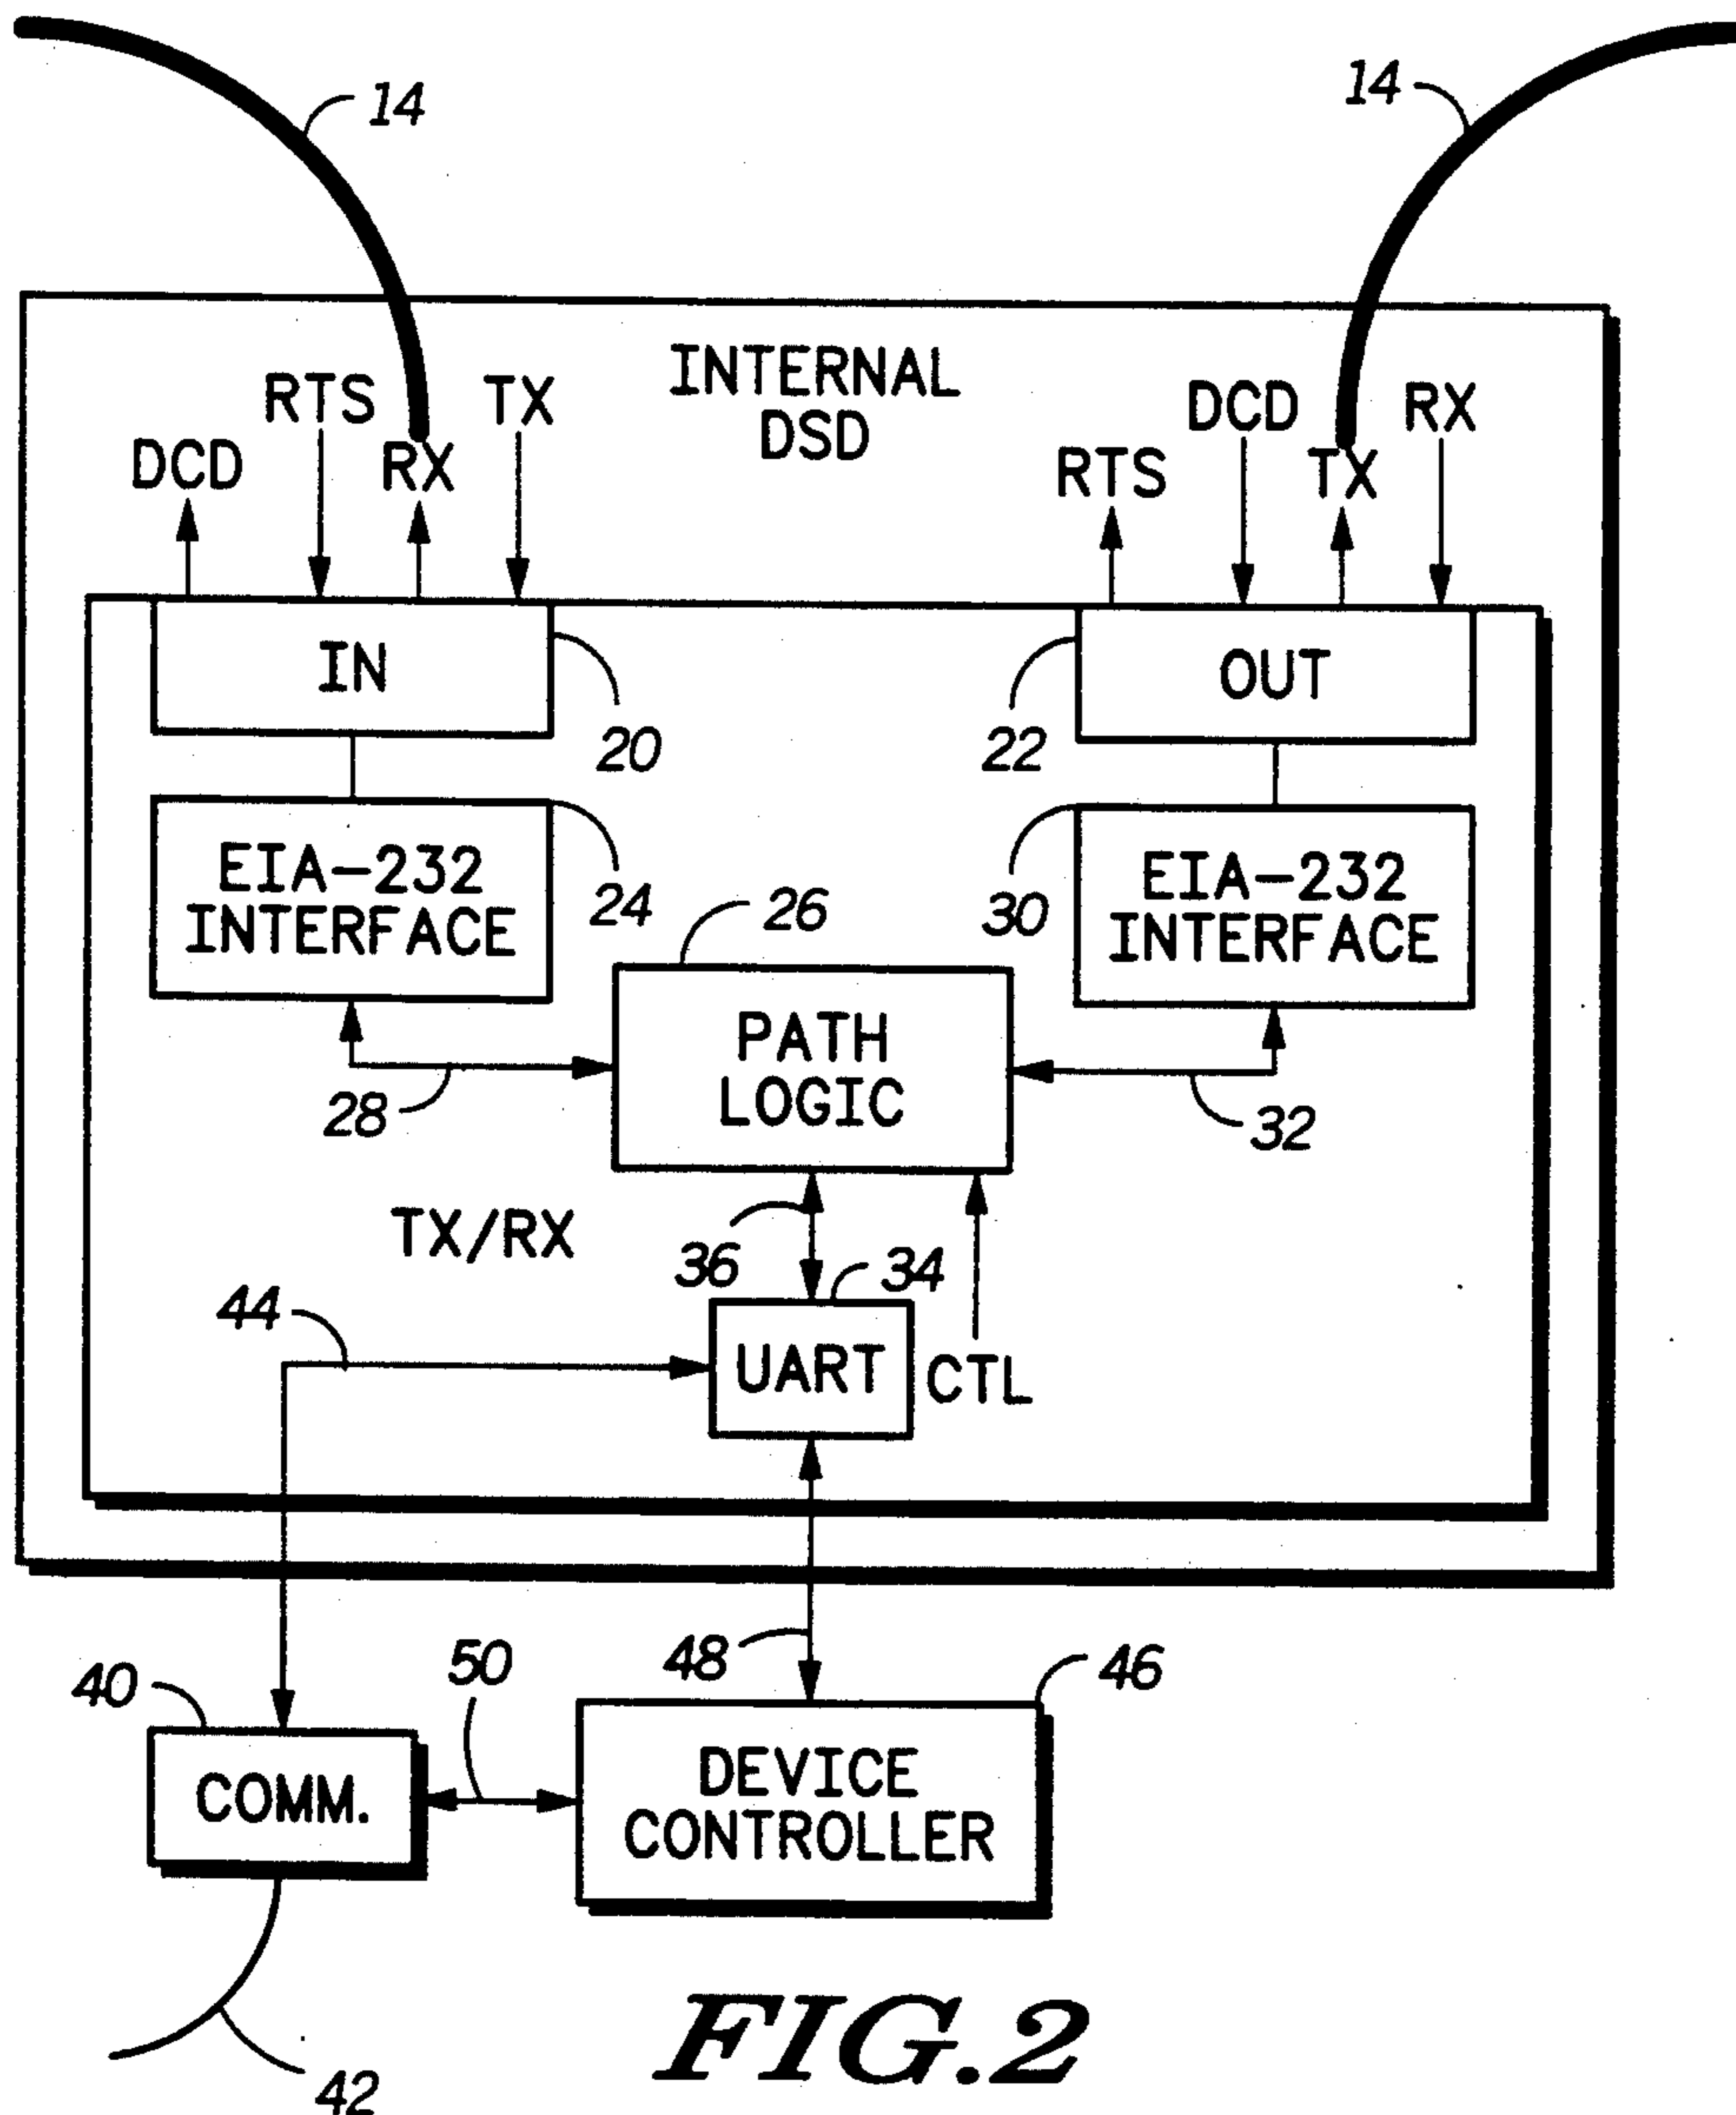 14
14
INTERNAL
DSD
RTS
TX
DCD
RX
DCD
RX
RTS
TX
IN
OUT
20
22
EIA-232
INTERFACE
24
26
30
EIA-232
INTERFACE
PATH
LOGIC
28
32
TX/RX
36
34
44
UART
CTL
50
48
46
40
COMM.
DEVICE
CONTROLLER
42
FIG.2